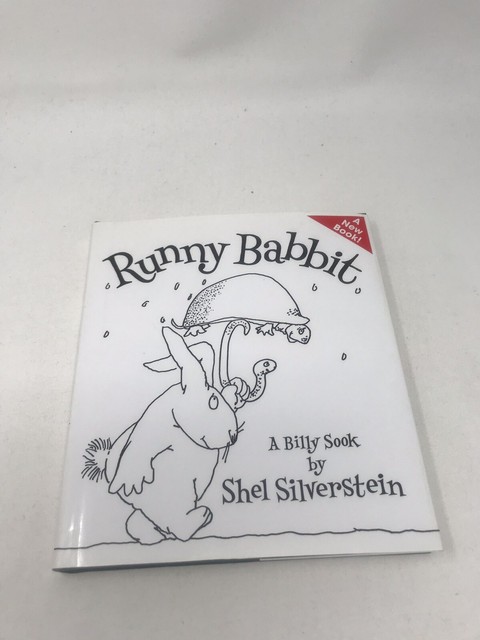 A
New
Book!
Runny Babbit
A Billy Sook
by
Shel Silverstein